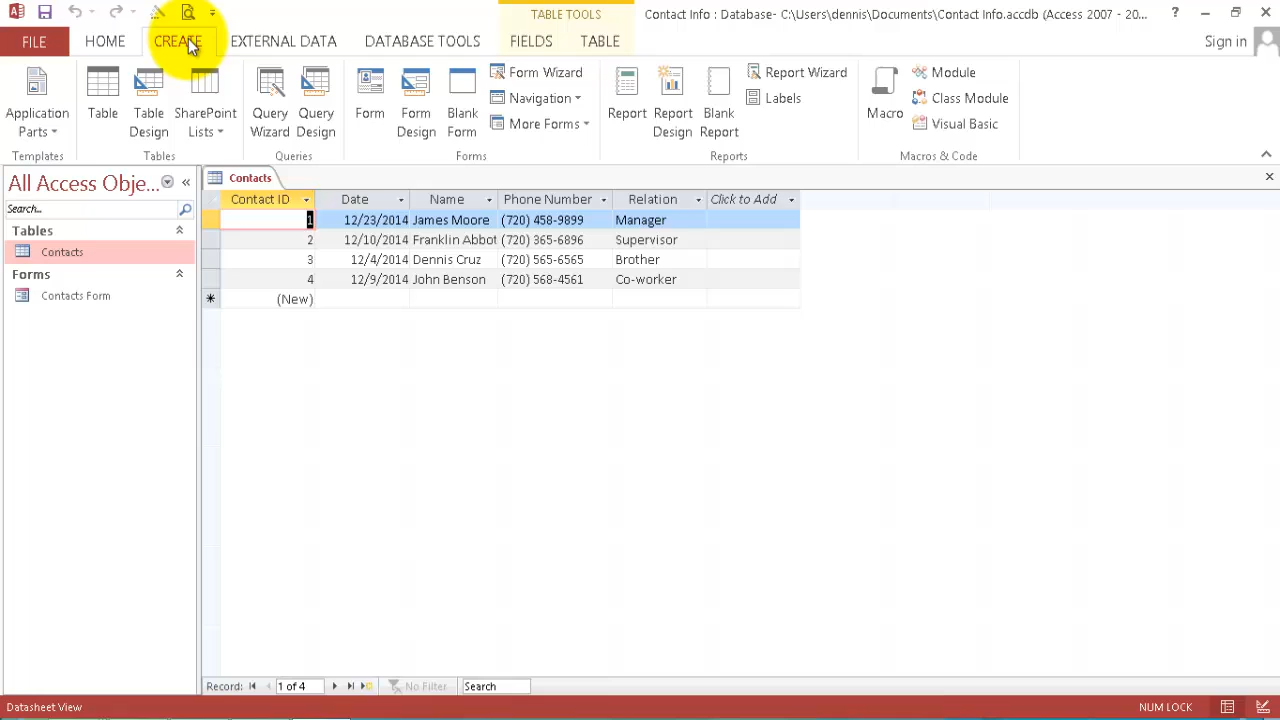 TABLE TOOLS
Contact Info : Database- C:\Users\dennis\Documents\Contact Info.accdb (Access 2007 - 20...
?
FILE
HOME
CREATE
EXTERNAL DATA
DATABASE TOOLS
FIELDS
TABLE
Sign in
Application Parts
Table
Table Design
SharePoint Lists
Query Wizard
Query Design
Form
Form Design
Blank Form
Form Wizard
Navigation
More Forms
Report
Report Design
Blank Report
Report Wizard
Labels
Macro
Module
Class Module
Visual Basic
Templates
Tables
Queries
Forms
Reports
Macros & Code
All Access Obje...
Search...
Tables
Contacts
Forms
Contacts Form
Contacts
Contact ID Date Name Phone Number Relation Click to Add
1 12/23/2014 James Moore (720) 458-9899 Manager
2 12/10/2014 Franklin Abbot (720) 365-6896 Supervisor
3 12/4/2014 Dennis Cruz (720) 565-6565 Brother
4 12/9/2014 John Benson (720) 568-4561 Co-worker
* (New)
Record: 1 of 4 No Filter Search
Datasheet View
NUM LOCK